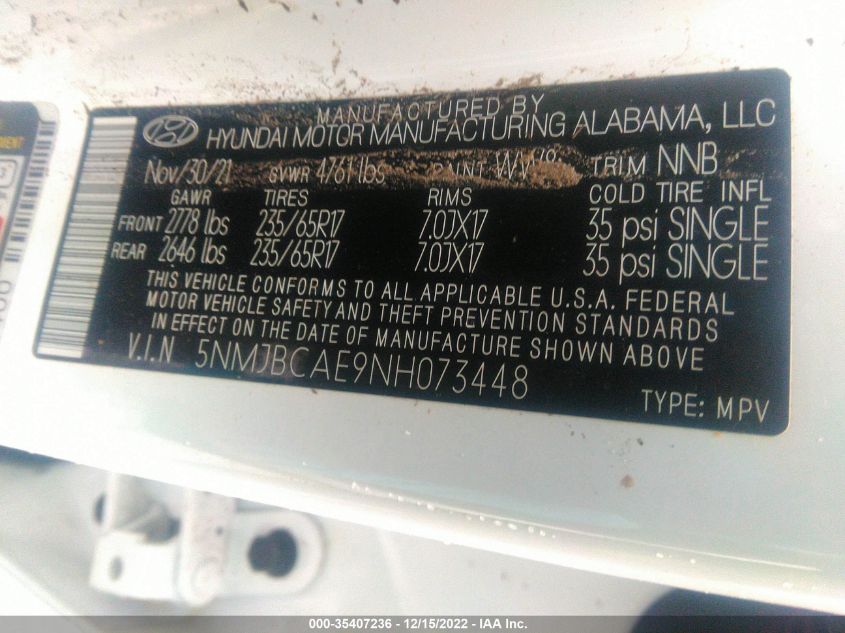 MANUFACTURED BY
HYUNDAI MOTOR MANUFACTURING ALABAMA, LLC
Nov/30/21 GVWR 4761 lbs PAINT TRIM NNB
GAWR TIRES RIMS COLD TIRE INFL
FRONT 2778 lbs 235/65R17 7.0JX17 35 psi SINGLE
REAR 2646 lbs 235/65R17 7.0JX17 35 psi SINGLE
THIS VEHICLE CONFORMS TO ALL APPLICABLE U.S.A. FEDERAL
MOTOR VEHICLE SAFETY AND THEFT PREVENTION STANDARDS
IN EFFECT ON THE DATE OF MANUFACTURE SHOWN ABOVE
V.I.N 5NMJBCAE9NH073448
TYPE: MPV
000-35407236 - 12/15/2022 - IAA Inc.